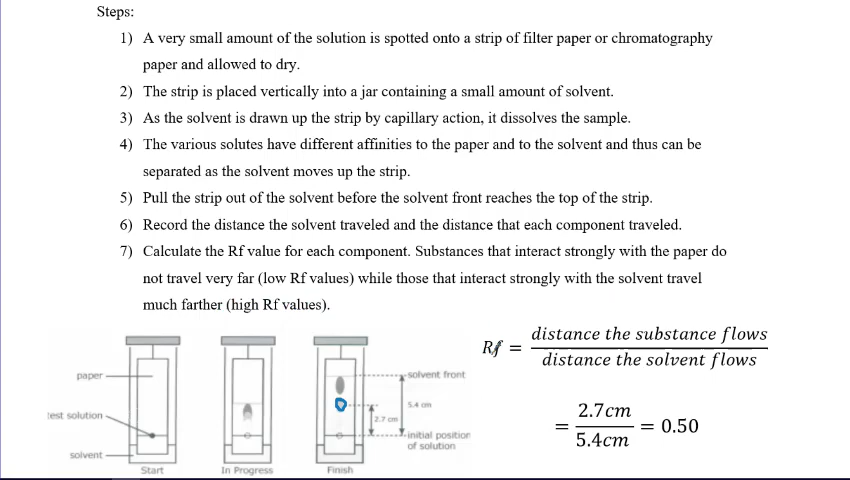 Steps:
1) A very small amount of the solution is spotted onto a strip of filter paper or chromatography
paper and allowed to dry.
2) The strip is placed vertically into a jar containing a small amount of solvent.
3) As the solvent is drawn up the strip by capillary action, it dissolves the sample.
4) The various solutes have different affinities to the paper and to the solvent and thus can be
separated as the solvent moves up the strip.
5) Pull the strip out of the solvent before the solvent front reaches the top of the strip.
6) Record the distance the solvent traveled and the distance that each component traveled.
7) Calculate the Rf value for each component. Substances that interact strongly with the paper do
not travel very far (low Rf values) while those that interact strongly with the solvent travel
much farther (high Rf values).
paper
test solution
solvent
Start
In Progress
Finish
solvent front
5.4 cm
2.7 cm
initial position
of solution
Rf = distance the substance flows
distance the solvent flows
= 2.7cm
5.4cm
= 0.50